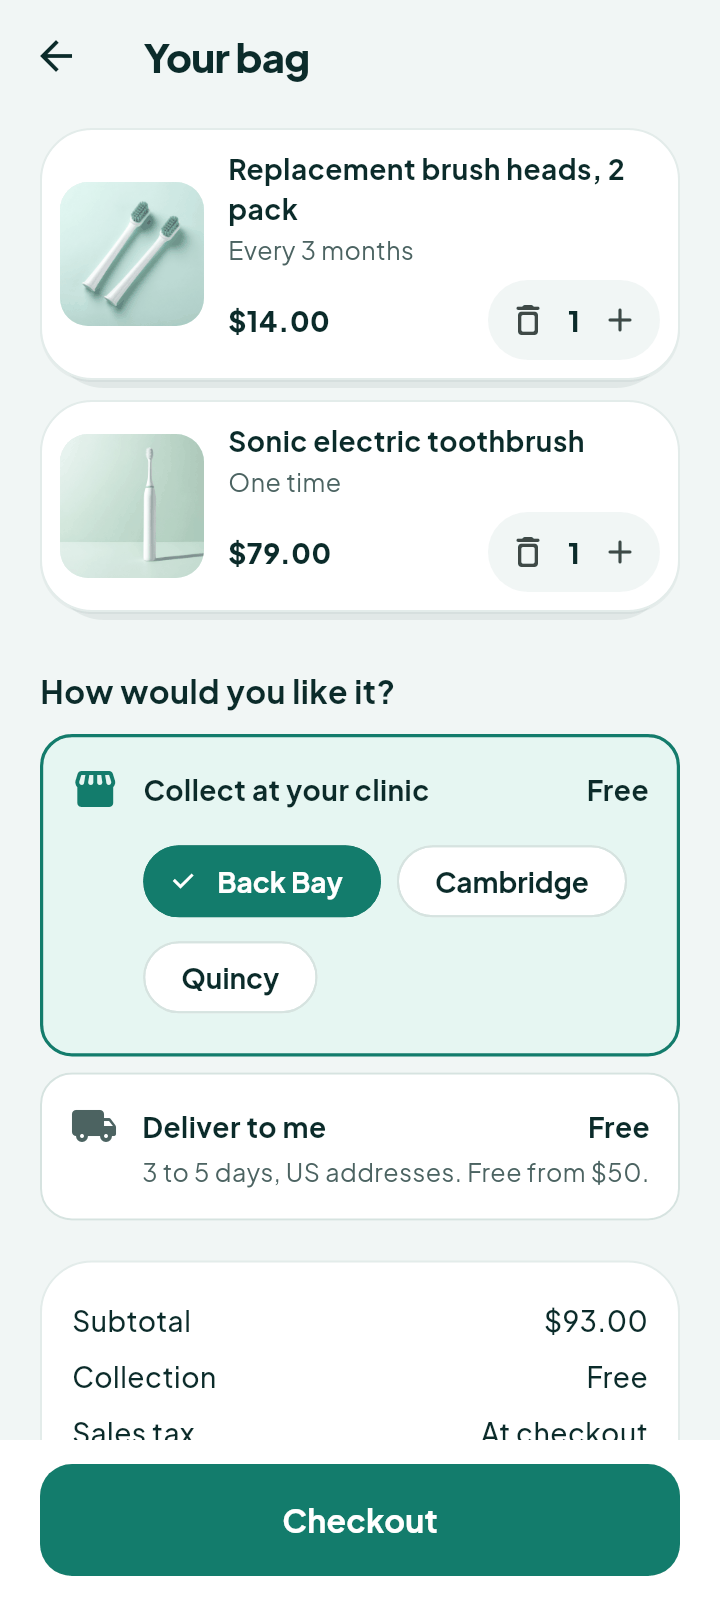 Your bag
Replacement brush heads, 2
pack
Every 3 months
$14.00 1
Sonic electric toothbrush
One time
$79.00 1
How would you like it?
Collect at your clinic Free
Back Bay Cambridge
Quincy
Deliver to me Free
3 to 5 days, US addresses. Free from $50.
Subtotal $93.00
Collection Free
Sales tax At checkout
Checkout